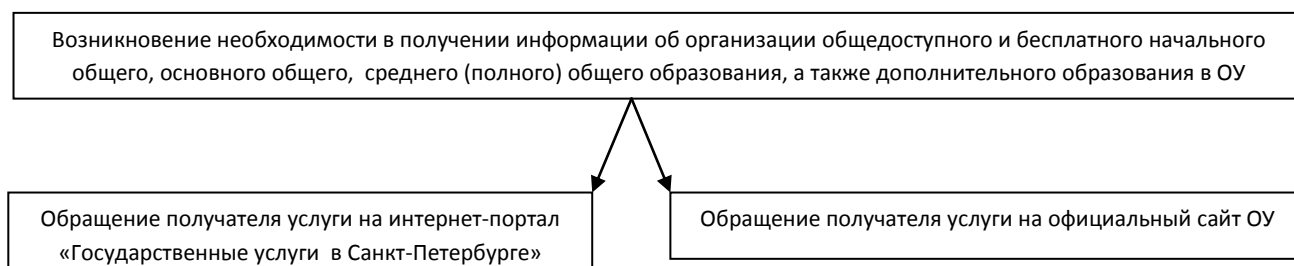 Возникновение необходимости в получении информации об организации общедоступного и бесплатного начального
общего, основного общего,  среднего (полного) общего образования, а также дополнительного образования в ОУ
Обращение получателя услуги на интернет-портал
«Государственные услуги  в Санкт-Петербурге»
Обращение получателя услуги на официальный сайт ОУ